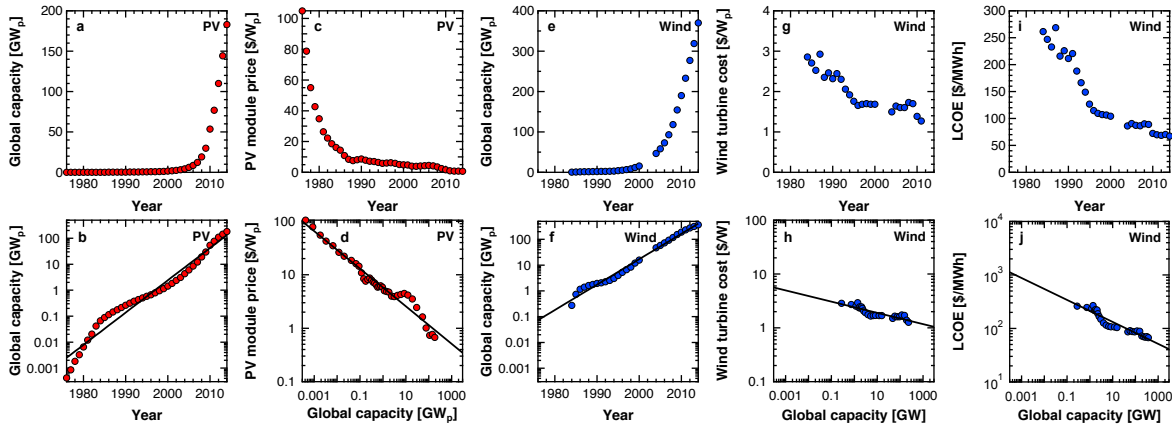 a PV
Global capacity [GWp]
200
150
100
50
0
1980 1990 2000 2010
Year
c PV
PV module price [$/Wp]
100
80
60
40
20
0
1980 1990 2000 2010
Year
e Wind
Global capacity [GWp]
400
300
200
100
0
1980 1990 2000 2010
Year
g Wind
Wind turbine cost [$/Wp]
4
3
2
1
0
1980 1990 2000 2010
Year
i Wind
LCOE [$/MWh]
300
250
200
150
100
50
0
1980 1990 2000 2010
Year
b PV
Global capacity [GWp]
100
10
1
0.1
0.01
0.001
1980 1990 2000 2010
Year
d PV
PV module price [$/Wp]
100
10
1
0.1
0.001 0.1 10 1000
Global capacity [GWp]
f Wind
Global capacity [GWp]
100
10
1
0.1
0.01
0.001
1980 1990 2000 2010
Year
h Wind
Wind turbine cost [$/W]
100
10
1
0.1
0.001 0.1 10 1000
Global capacity [GW]
j Wind
LCOE [$/MWh]
10^4
10^3
10^2
10^1
0.001 0.1 10 1000
Global capacity [GW]